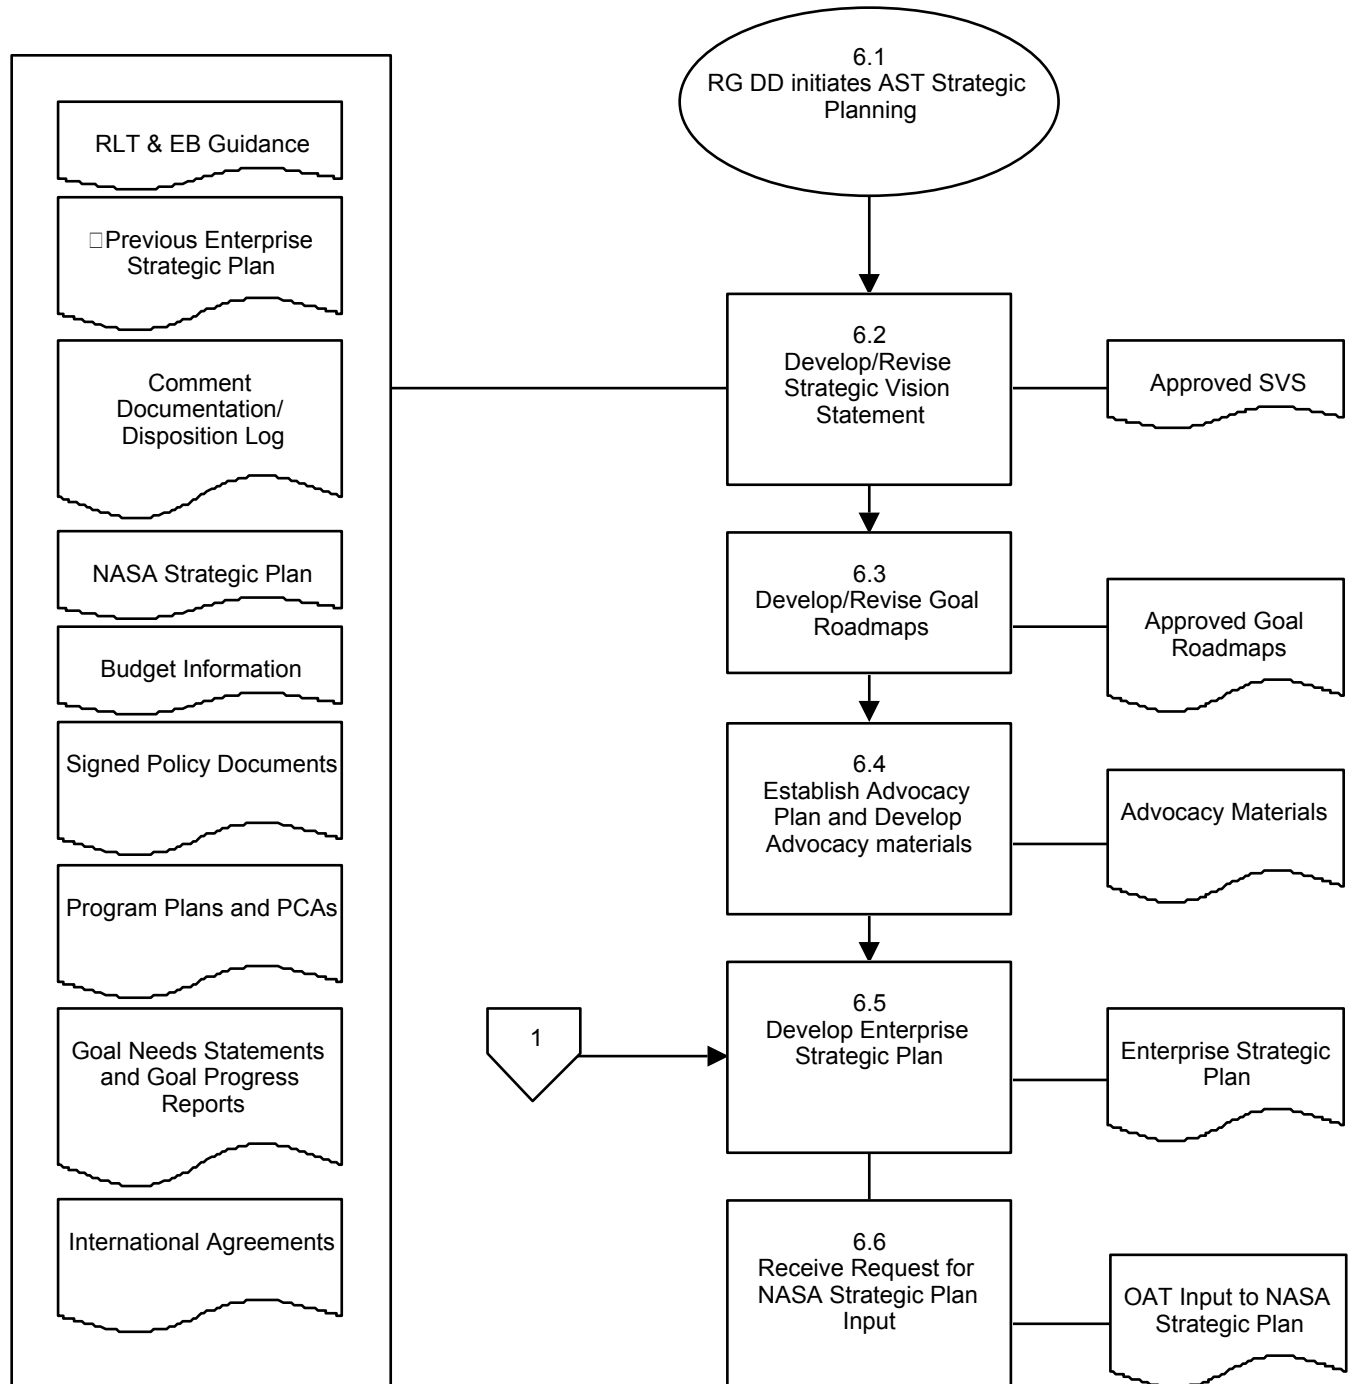 RLT & EB Guidance
□Previous Enterprise
Strategic Plan
Comment
Documentation/
Disposition Log
NASA Strategic Plan
Budget Information
Signed Policy Documents
Program Plans and PCAs
Goal Needs Statements
and Goal Progress
Reports
International Agreements
6.1
RG DD initiates AST Strategic
Planning
6.2
Develop/Revise
Strategic Vision
Statement
Approved SVS
6.3
Develop/Revise Goal
Roadmaps
Approved Goal
Roadmaps
6.4
Establish Advocacy
Plan and Develop
Advocacy materials
Advocacy Materials
1
6.5
Develop Enterprise
Strategic Plan
Enterprise Strategic
Plan
6.6
Receive Request for
NASA Strategic Plan
Input
OAT Input to NASA
Strategic Plan